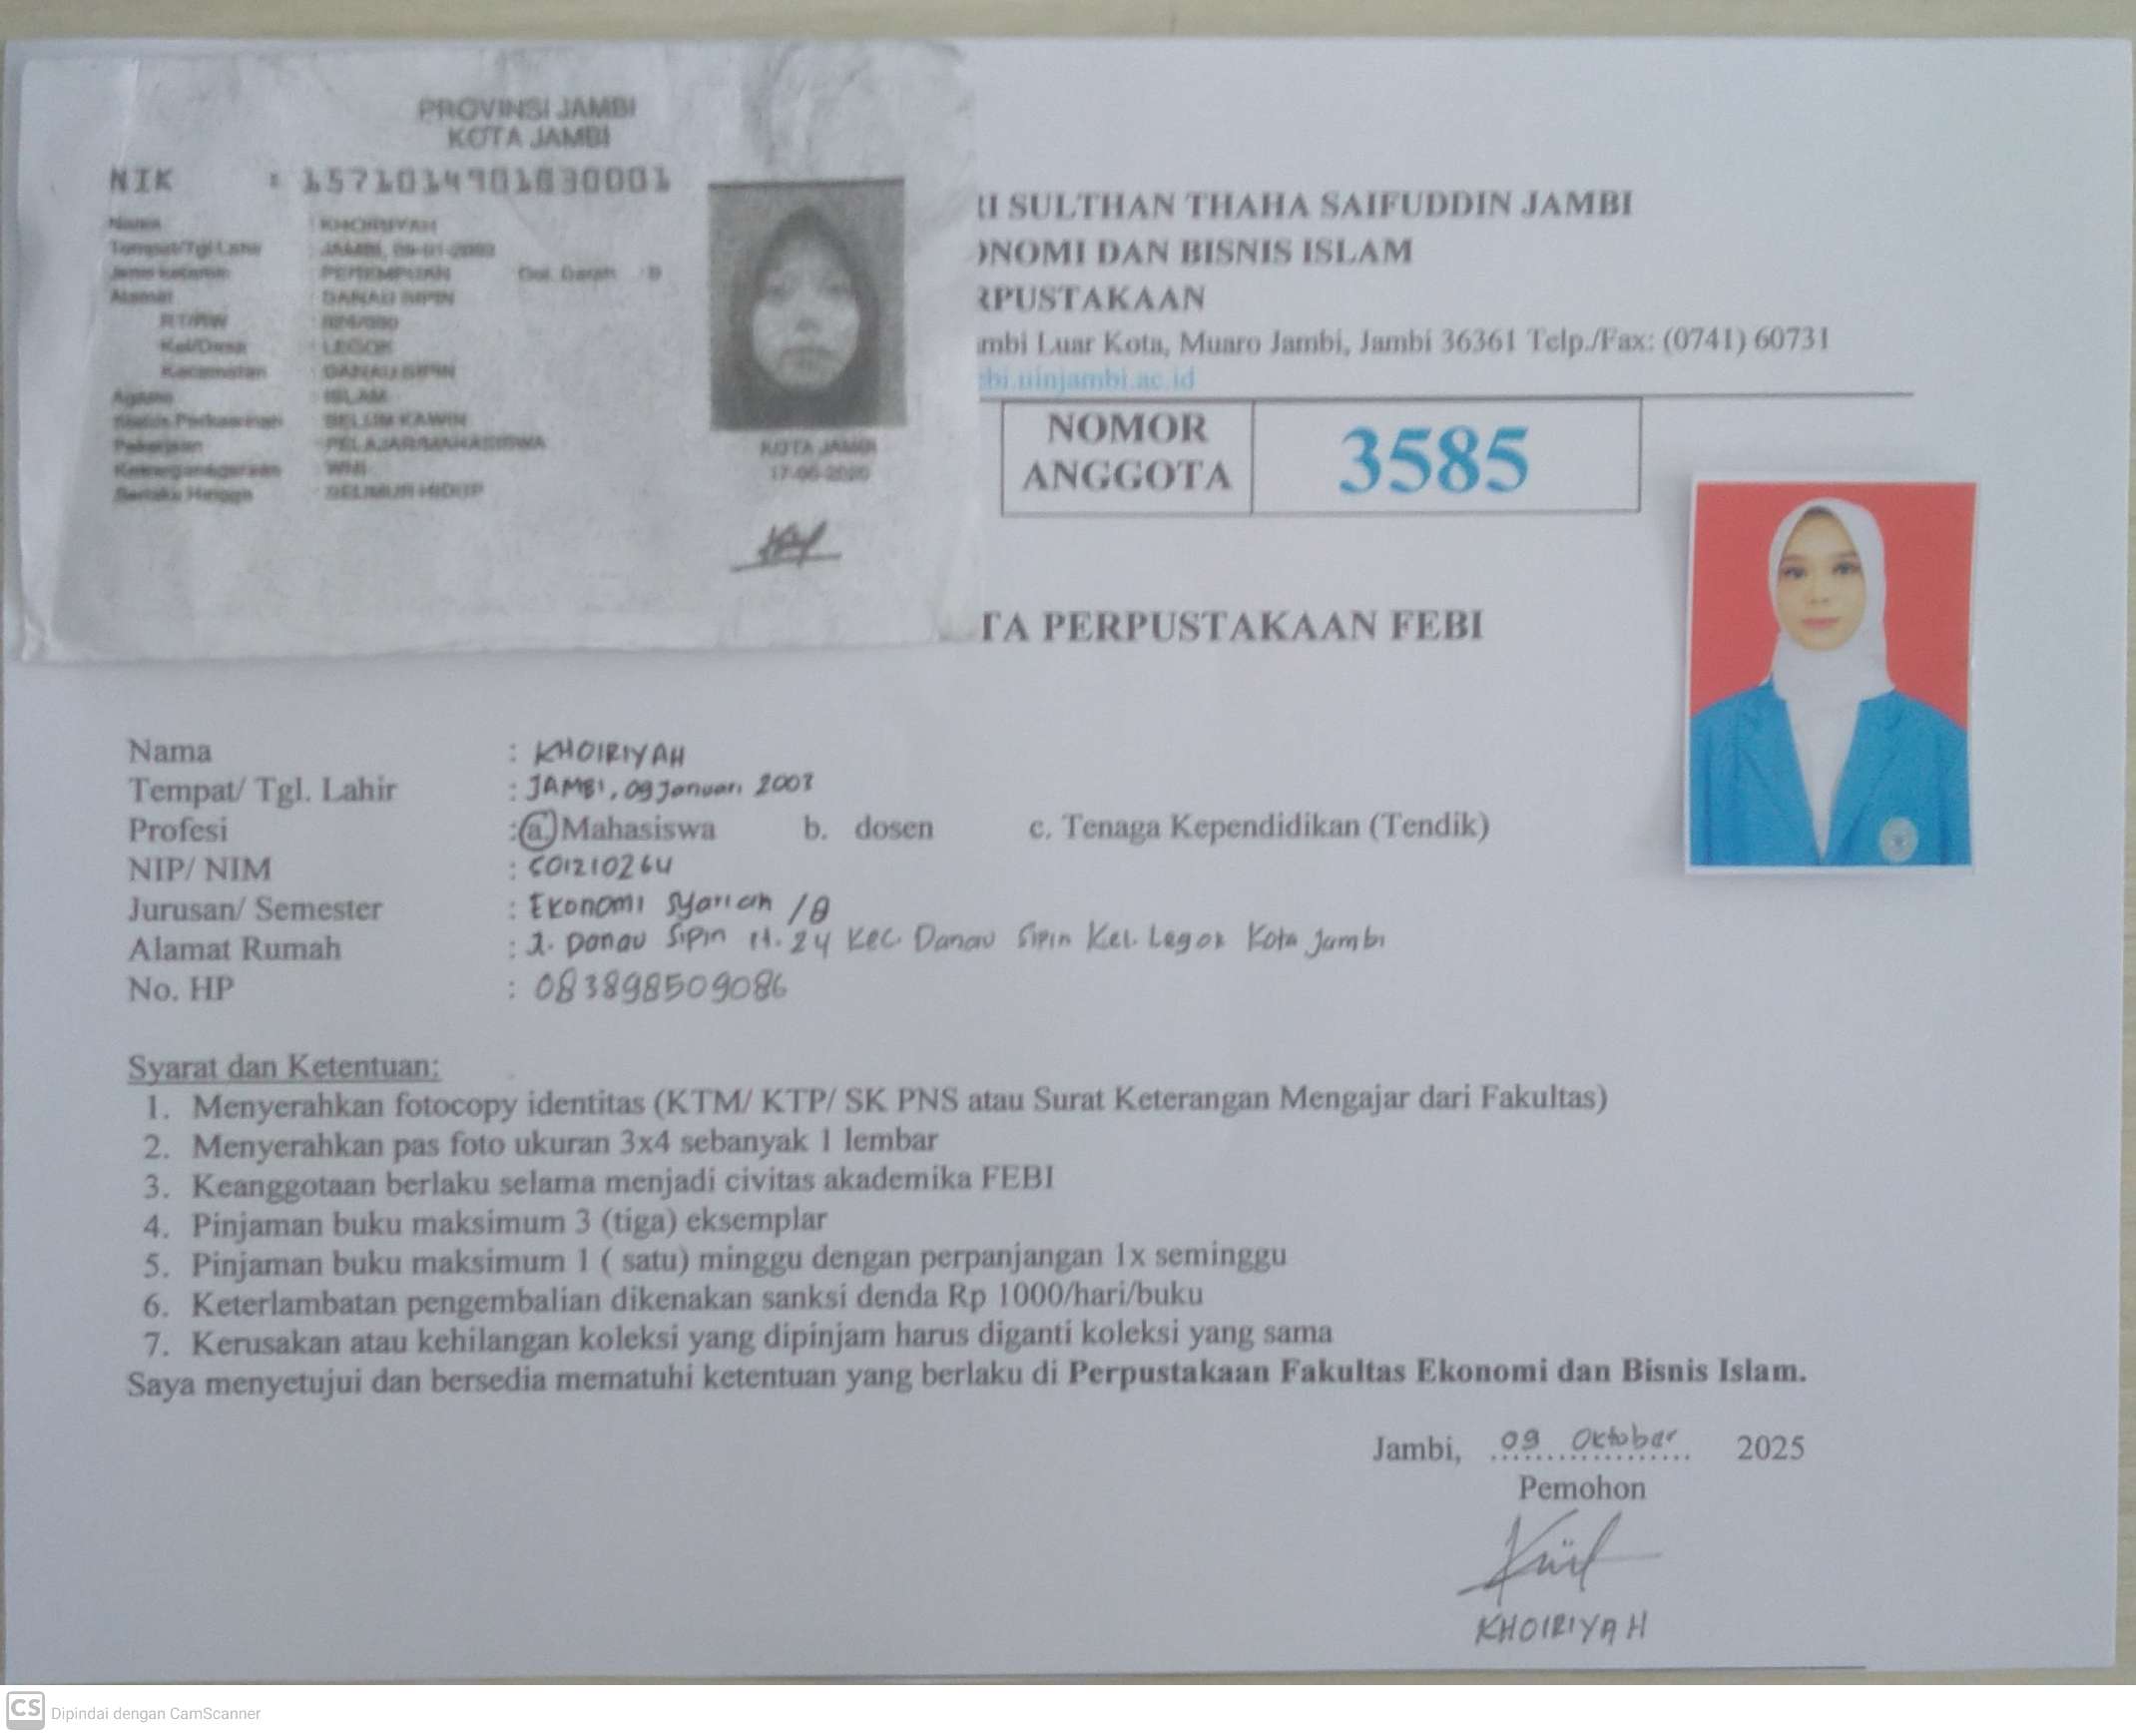 PROVINSI JAMBI
KOTA JAMBI
NIK : 1571014901030001
Nama : KHOIRIYAH
Tempat/Tgl Lahir : JAMBI, 09-01-2003
Jenis Kelamin : PEREMPUAN Gol. Darah : B
Alamat : DANAU SIPIN
RT/RW
Kel/Desa : LEGOK
Kecamatan : DANAU SIPIN
Agama : ISLAM
Status Perkawinan : BELUM KAWIN
Pekerjaan : PELAJAR/MAHASISWA
Kewarganegaraan : WNI
Berlaku Hingga : SEUMUR HIDUP
KOTA JAMBI
17-06-2020
RI SULTHAN THAHA SAIFUDDIN JAMBI
ONOMI DAN BISNIS ISLAM
RPUSTAKAAN
ambi Luar Kota, Muaro Jambi, Jambi 36361 Telp./Fax: (0741) 60731
bi.uinjambi.ac.id
NOMOR
ANGGOTA
3585
TA PERPUSTAKAAN FEBI
Nama : KHOIRIYAH
Tempat/ Tgl. Lahir : JAMBI, 09 Januari 2003
Profesi : a. Mahasiswa b. dosen c. Tenaga Kependidikan (Tendik)
NIP/ NIM : 501210264
Jurusan/ Semester : Ekonomi Syariah /9
Alamat Rumah : Jl. Danau Sipin rt. 24 Kec. Danau Sipin Kel. Legok Kota Jambi
No. HP : 083898509086
Syarat dan Ketentuan:
1. Menyerahkan fotocopy identitas (KTM/ KTP/ SK PNS atau Surat Keterangan Mengajar dari Fakultas)
2. Menyerahkan pas foto ukuran 3x4 sebanyak 1 lembar
3. Keanggotaan berlaku selama menjadi civitas akademika FEBI
4. Pinjaman buku maksimum 3 (tiga) eksemplar
5. Pinjaman buku maksimum 1 ( satu) minggu dengan perpanjangan 1x seminggu
6. Keterlambatan pengembalian dikenakan sanksi denda Rp 1000/hari/buku
7. Kerusakan atau kehilangan koleksi yang dipinjam harus diganti koleksi yang sama
Saya menyetujui dan bersedia mematuhi ketentuan yang berlaku di Perpustakaan Fakultas Ekonomi dan Bisnis Islam.
Jambi, 09 Oktober 2025
Pemohon
KHOIRIYAH
CS Dipindai dengan CamScanner